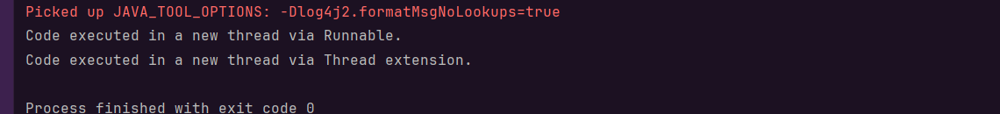 Picked up JAVA_TOOL_OPTIONS: -Dlog4j2.formatMsgNoLookups=true
Code executed in a new thread via Runnable.
Code executed in a new thread via Thread extension.
Process finished with exit code 0